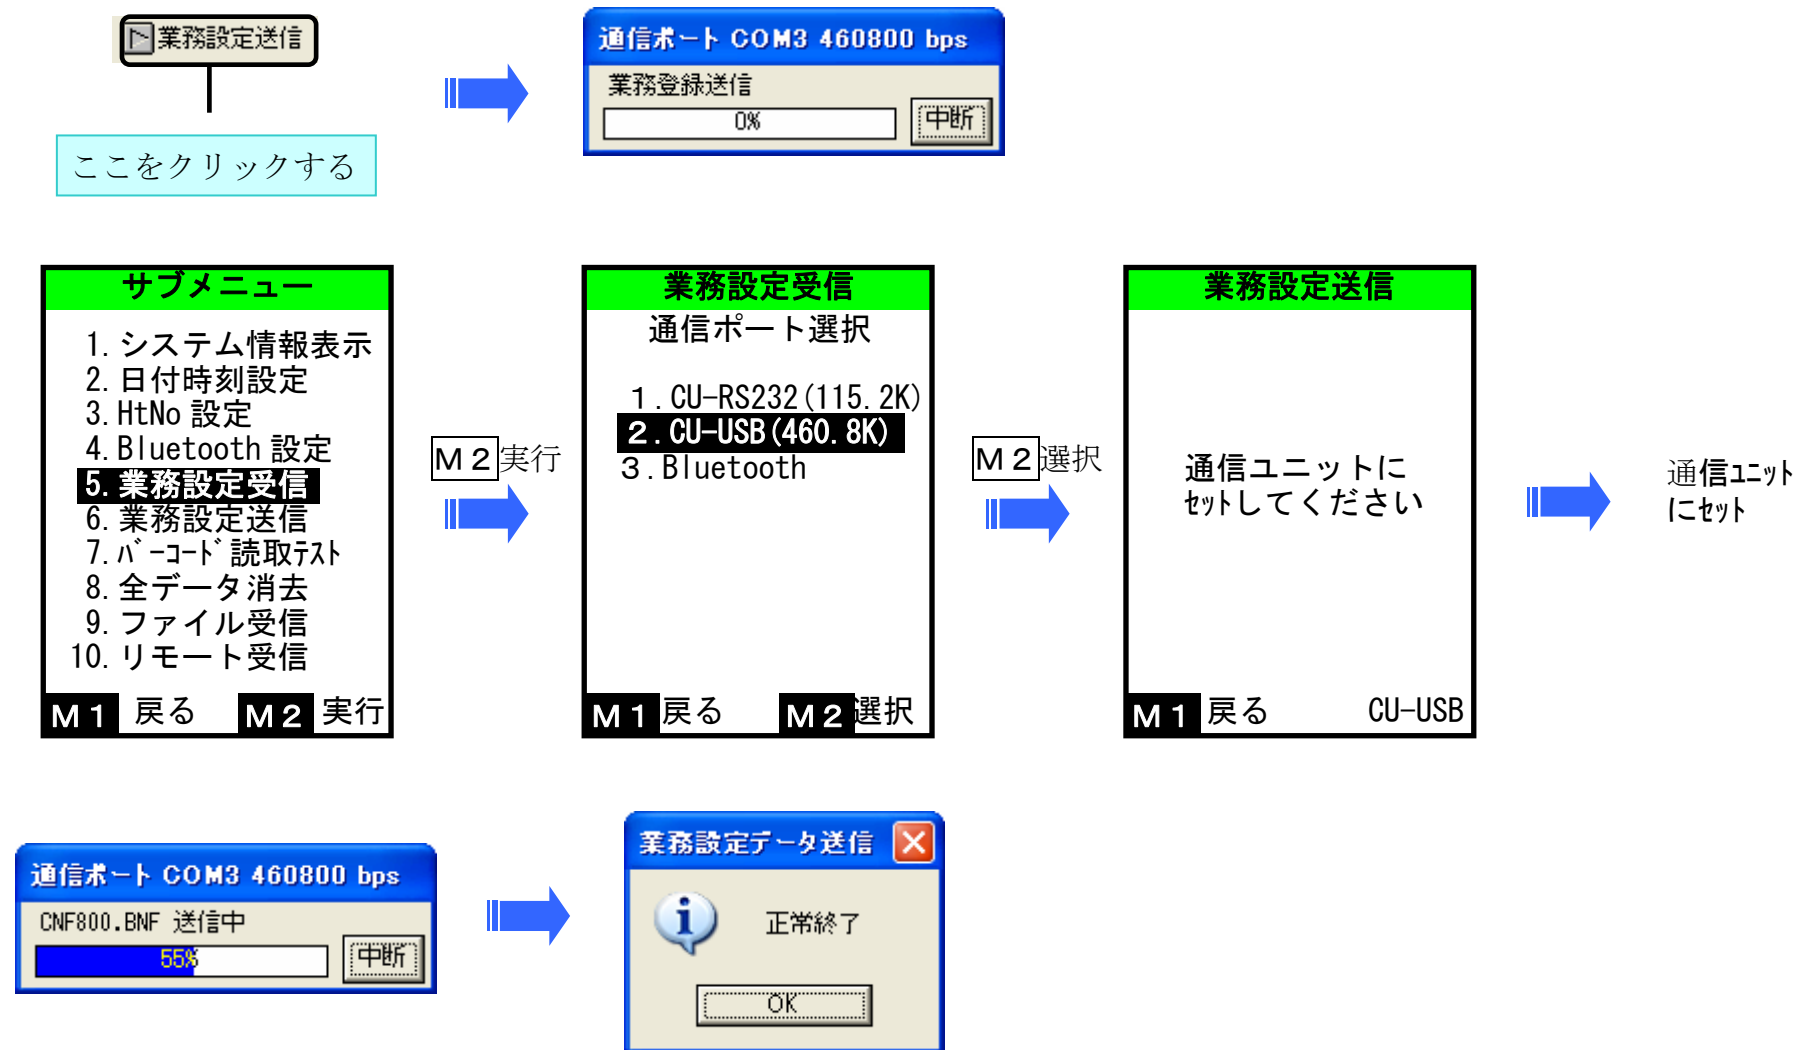 業務設定送信
ここをクリックする
通信ポート COM3 460800 bps
業務登録送信
0%
中断
サブメニュー
1. システム情報表示
2. 日付時刻設定
3. HtNo 設定
4. Bluetooth 設定
5. 業務設定受信
6. 業務設定送信
7. ﾊﾞｰｺｰﾄﾞ読取ﾃｽﾄ
8. 全データ消去
9. ファイル受信
10. リモート受信
Ｍ１ 戻る Ｍ２ 実行
Ｍ２実行
業務設定受信
通信ポート選択
１. CU-RS232(115.2K)
２. CU-USB(460.8K)
３. Bluetooth
Ｍ１戻る Ｍ２選択
Ｍ２選択
業務設定送信
通信ユニットに
ｾｯﾄしてください
Ｍ１ 戻る CU-USB
通信ﾕﾆｯﾄ
にｾｯﾄ
通信ポート COM3 460800 bps
CNF800.BNF 送信中
55%
中断
業務設定データ送信
正常終了
OK